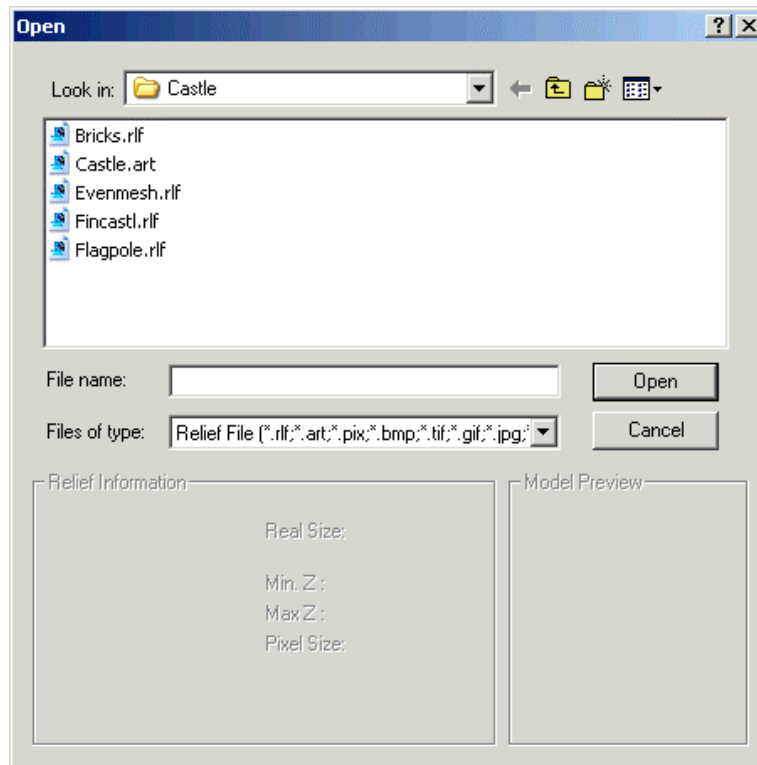 Open
Look in: Castle
Bricks.rlf
Castle.art
Evenmesh.rlf
Fincastl.rlf
Flagpole.rlf
File name: Open
Files of type: Relief File (*.rlf;*.art;*.pix;*.bmp;*.tif;*.gif;*.jpg;* Cancel
Relief Information Model Preview
Real Size:
Min. Z :
Max Z :
Pixel Size: